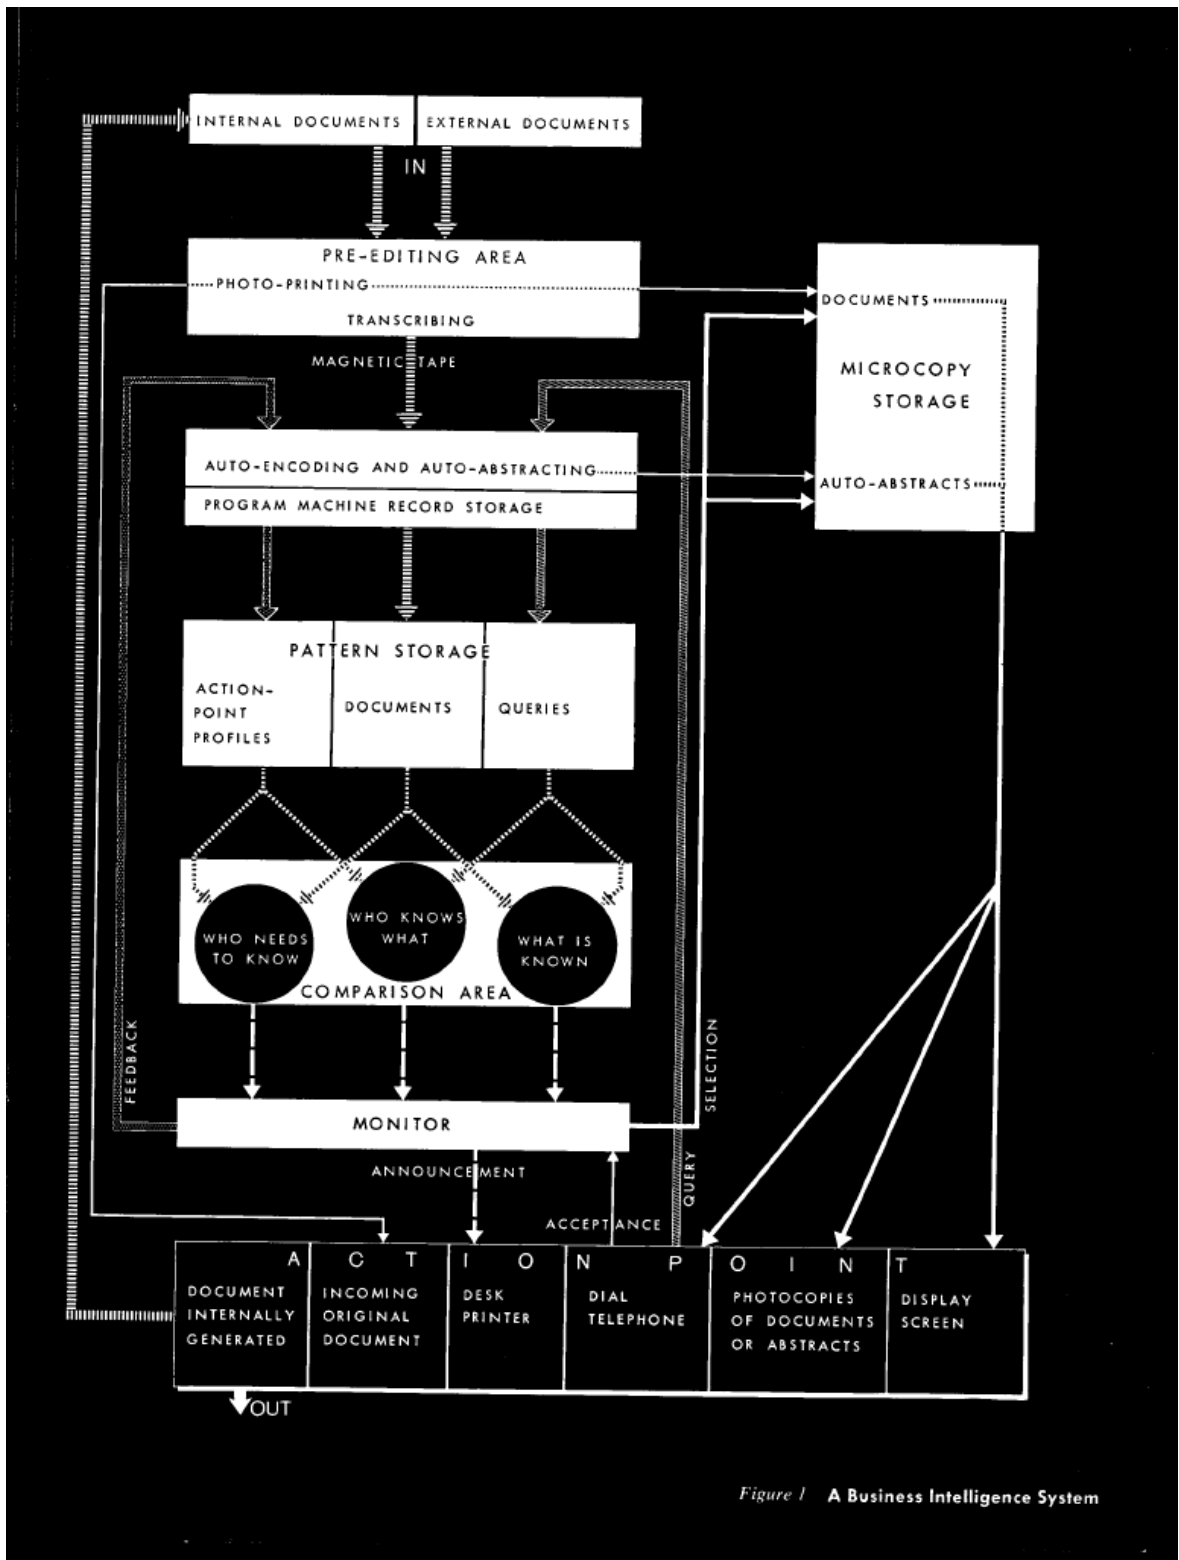 INTERNAL DOCUMENTS
EXTERNAL DOCUMENTS
IN
PRE-EDITING AREA
PHOTO-PRINTING
TRANSCRIBING
MAGNETIC TAPE
DOCUMENTS
MICROCOPY
STORAGE
AUTO-ABSTRACTS
AUTO-ENCODING AND AUTO-ABSTRACTING
PROGRAM MACHINE RECORD STORAGE
PATTERN STORAGE
ACTION-
POINT
PROFILES
DOCUMENTS
QUERIES
WHO NEEDS
TO KNOW
WHO KNOWS
WHAT
WHAT IS
KNOWN
COMPARISON AREA
FEEDBACK
SELECTION
MONITOR
ANNOUNCEMENT
QUERY
ACCEPTANCE
ACTION POINT
DOCUMENT
INTERNALLY
GENERATED
INCOMING
ORIGINAL
DOCUMENT
DESK
PRINTER
DIAL
TELEPHONE
PHOTOCOPIES
OF DOCUMENTS
OR ABSTRACTS
DISPLAY
SCREEN
OUT
Figure 1 A Business Intelligence System